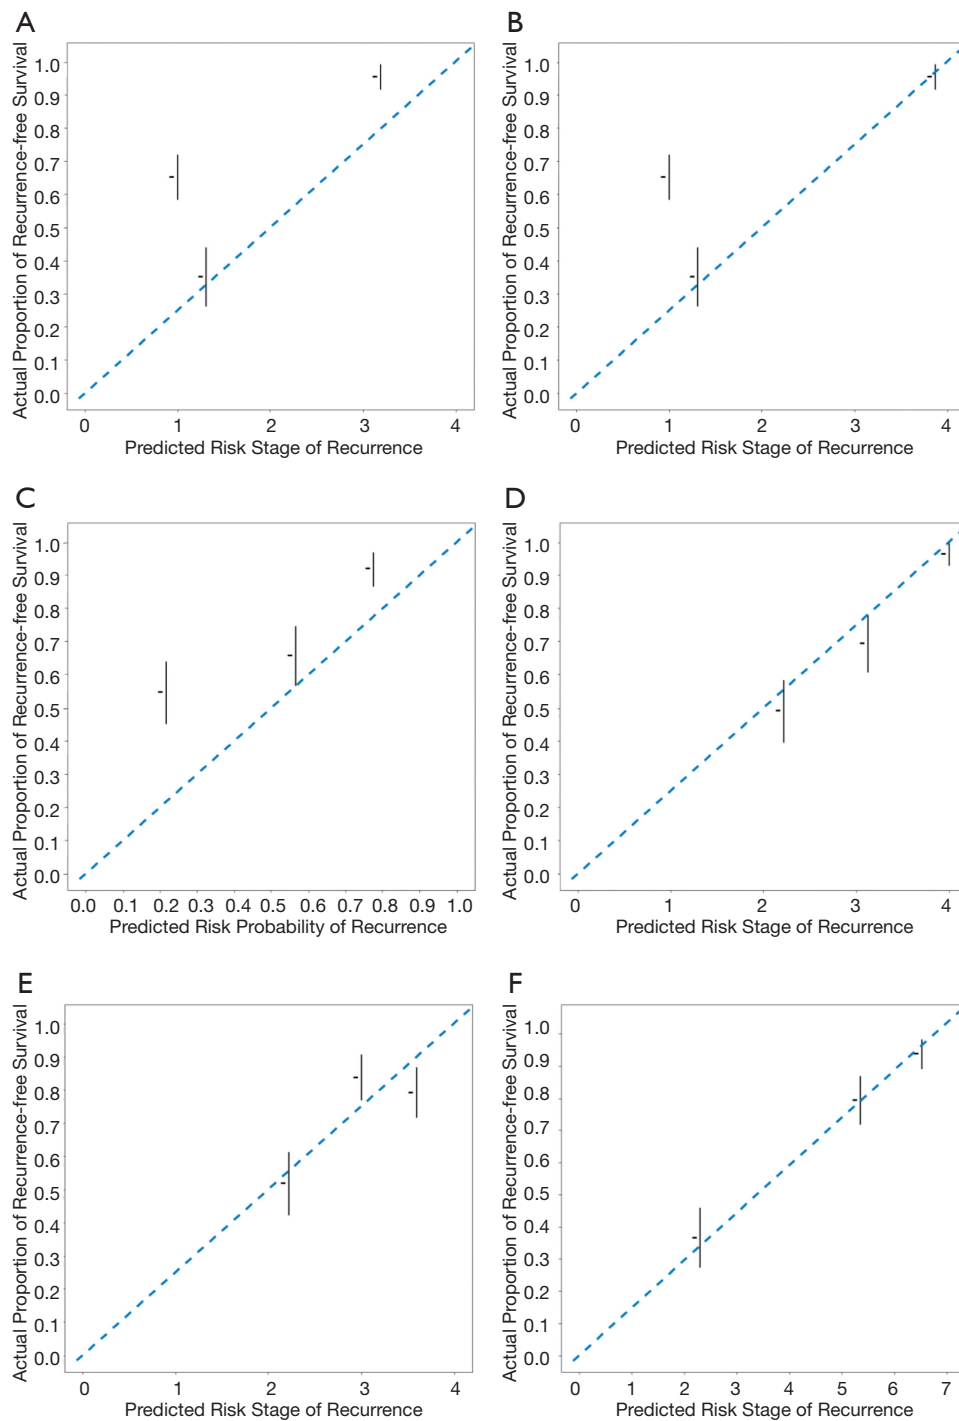 A
Actual Proportion of Recurrence-free Survival
1.0
0.9
0.8
0.7
0.6
0.5
0.4
0.3
0.2
0.1
0.0
0 1 2 3 4
Predicted Risk Stage of Recurrence
B
Actual Proportion of Recurrence-free Survival
1.0
0.9
0.8
0.7
0.6
0.5
0.4
0.3
0.2
0.1
0.0
0 1 2 3 4
Predicted Risk Stage of Recurrence
C
Actual Proportion of Recurrence-free Survival
1.0
0.9
0.8
0.7
0.6
0.5
0.4
0.3
0.2
0.1
0.0
0.0 0.1 0.2 0.3 0.4 0.5 0.6 0.7 0.8 0.9 1.0
Predicted Risk Probability of Recurrence
D
Actual Proportion of Recurrence-free Survival
1.0
0.9
0.8
0.7
0.6
0.5
0.4
0.3
0.2
0.1
0.0
0 1 2 3 4
Predicted Risk Stage of Recurrence
E
Actual Proportion of Recurrence-free Survival
1.0
0.9
0.8
0.7
0.6
0.5
0.4
0.3
0.2
0.1
0.0
0 1 2 3 4
Predicted Risk Stage of Recurrence
F
Actual Proportion of Recurrence-free Survival
1.0
0.9
0.8
0.7
0.6
0.5
0.4
0.3
0.2
0.1
0.0
0 1 2 3 4 5 6 7
Predicted Risk Stage of Recurrence